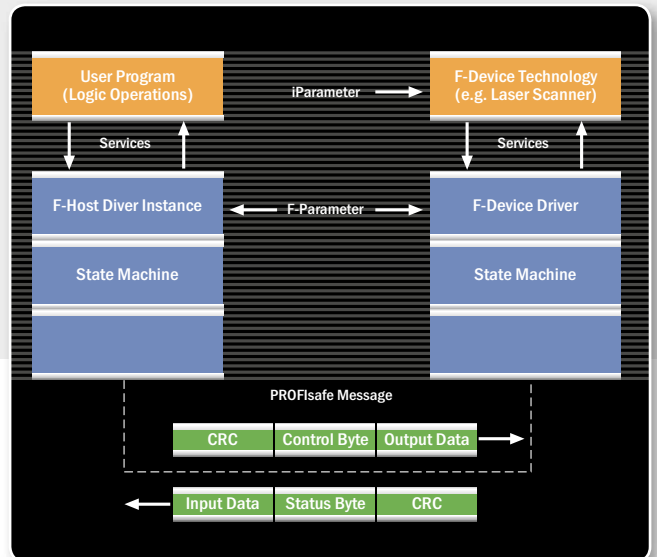 User Program
(Logic Operations)
iParameter
F-Device Technology
(e.g. Laser Scanner)
Services
Services
F-Host Diver Instance
F-Parameter
F-Device Driver
State Machine
State Machine
PROFIsafe Message
CRC Control Byte Output Data
Input Data Status Byte CRC